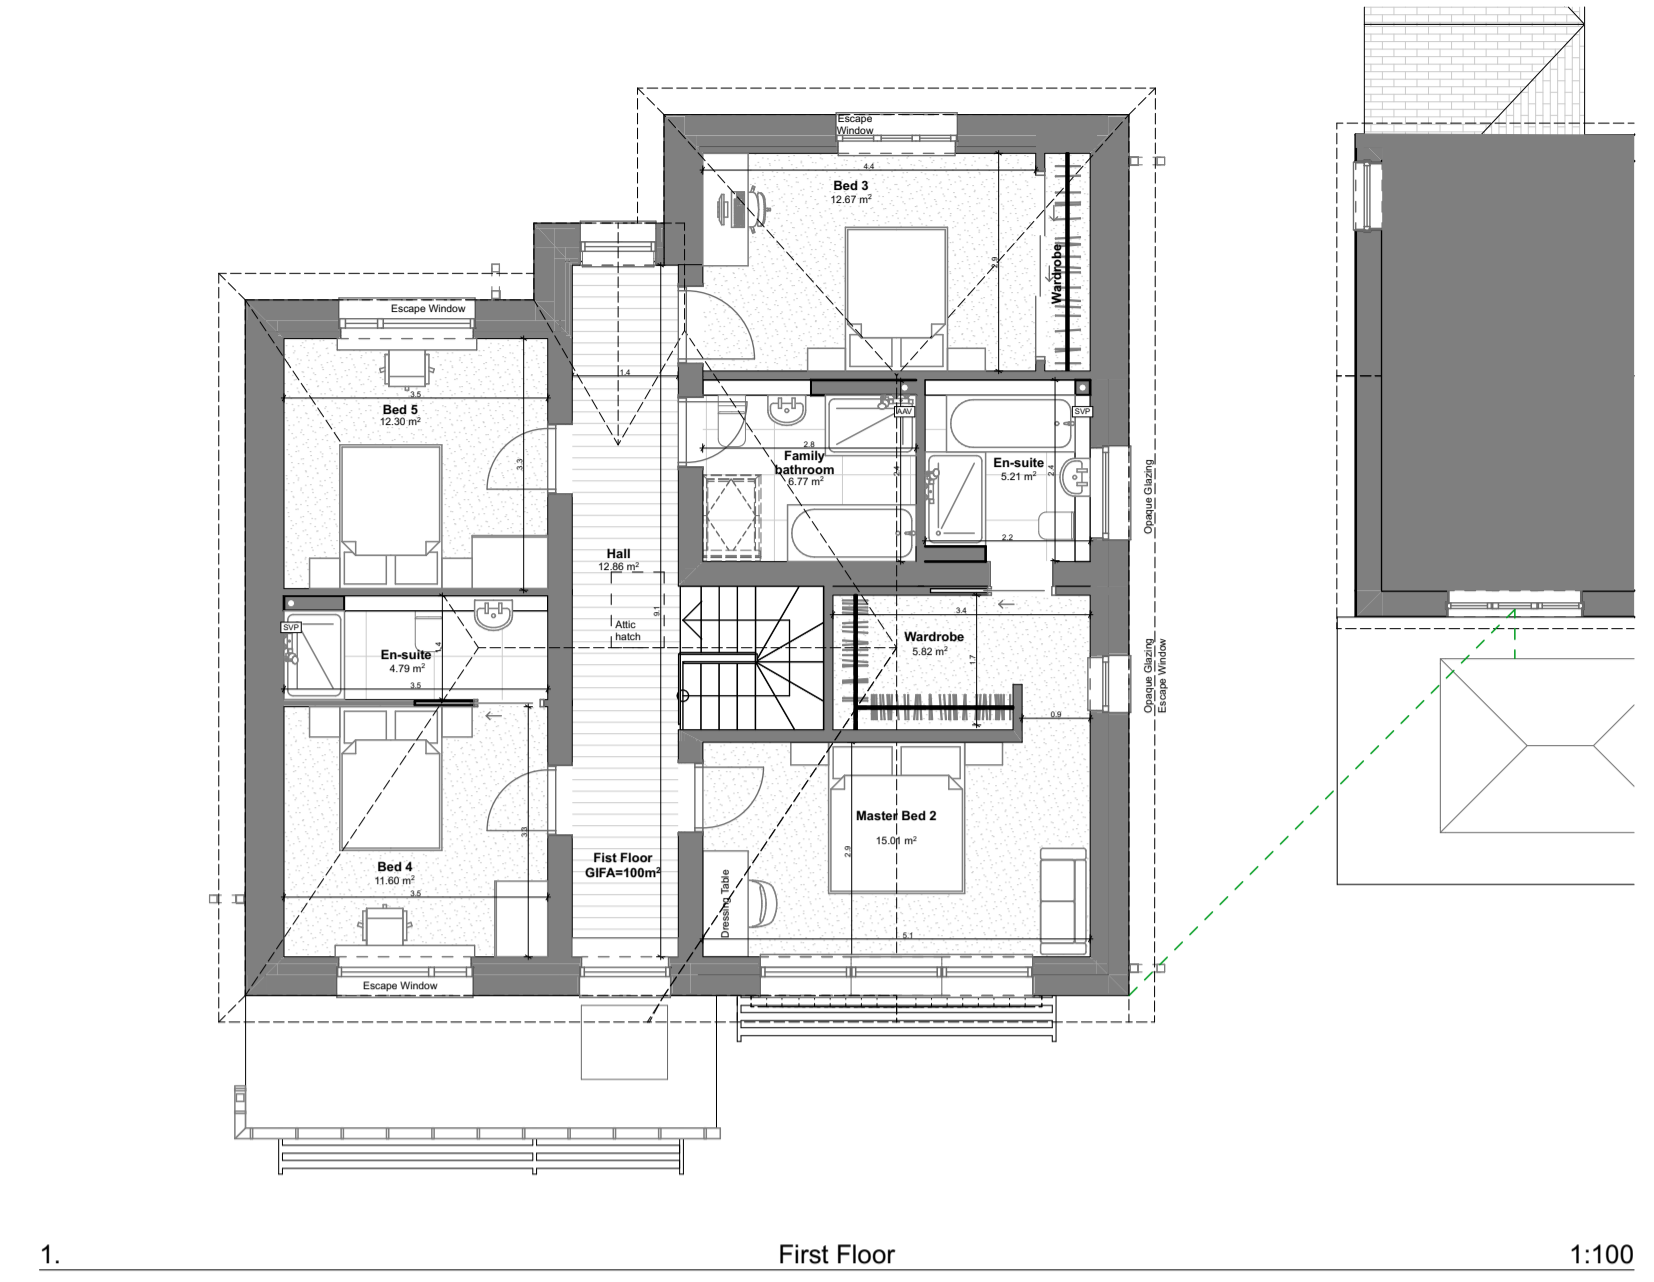 Escape
Window
4.4
Bed 3
12.67 m²
2.9
Wardrobe
Escape Window
1.4
3.5
Bed 5
12.30 m²
3.3
AAV
SVP
2.8
Family
bathroom
6.77 m²
2.4
En-suite
5.21 m²
2.4
2.2
Opaque Glazing
Hall
12.86 m²
9.1
Attic
hatch
SVP
En-suite
4.79 m²
1.4
3.5
3.4
Wardrobe
5.82 m²
1.7
0.9
Opaque Glazing
Escape Window
Bed 4
11.60 m²
3.5
3.3
Fist Floor
GIFA=100m²
Master Bed 2
15.01 m²
2.9
Dressing Table
5.1
Escape Window
1.
First Floor
1:100